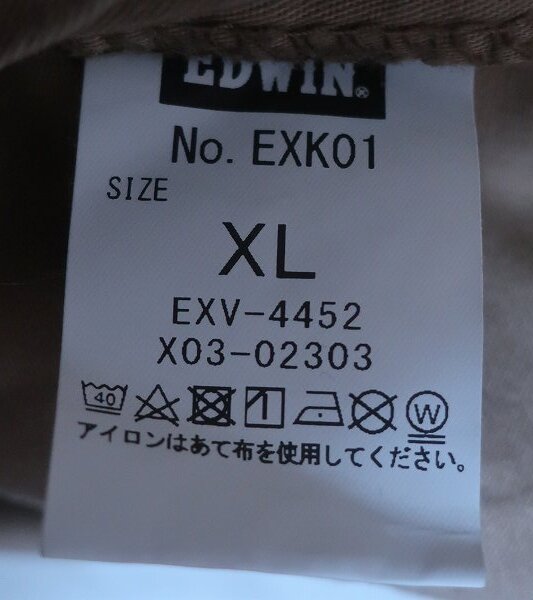 EDWIN®
No. EXK01
SIZE
XL
EXV-4452
X03-02303
40 W
アイロンはあて布を使用してください。